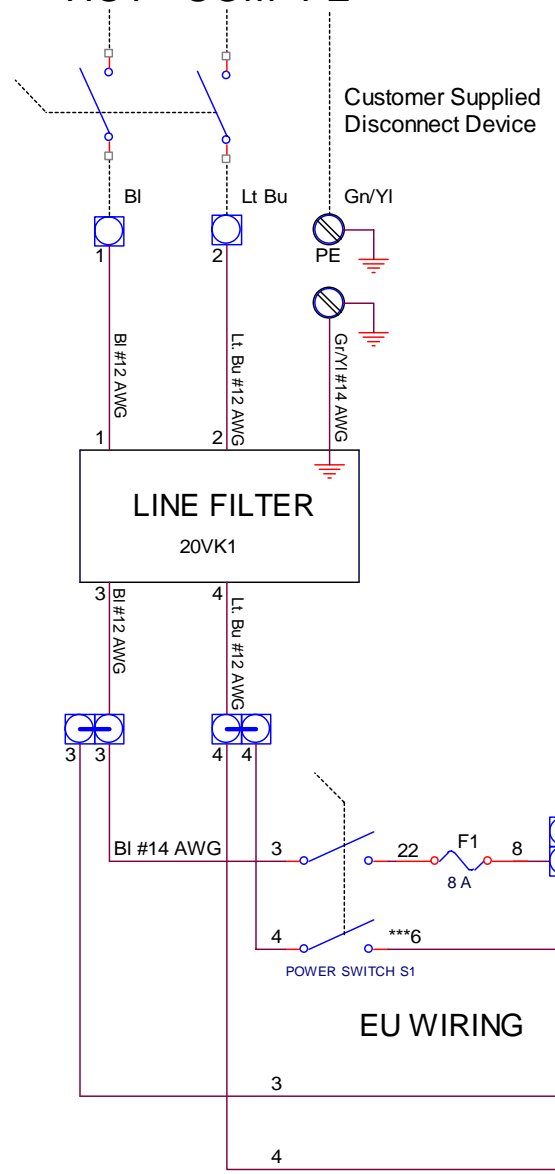 Customer Supplied
Disconnect Device
Bl
Lt Bu
Gn/Yl
1
2
PE
Bl #12 AWG
Lt. Bu #12 AWG
Gr/Yl #14 AWG
1
2
LINE FILTER
20VK1
3
4
Bl #12 AWG
Lt. Bu #12 AWG
3
3
4
4
Bl #14 AWG
3
22
F1
8
8 A
4
***6
POWER SWITCH S1
EU WIRING
3
4